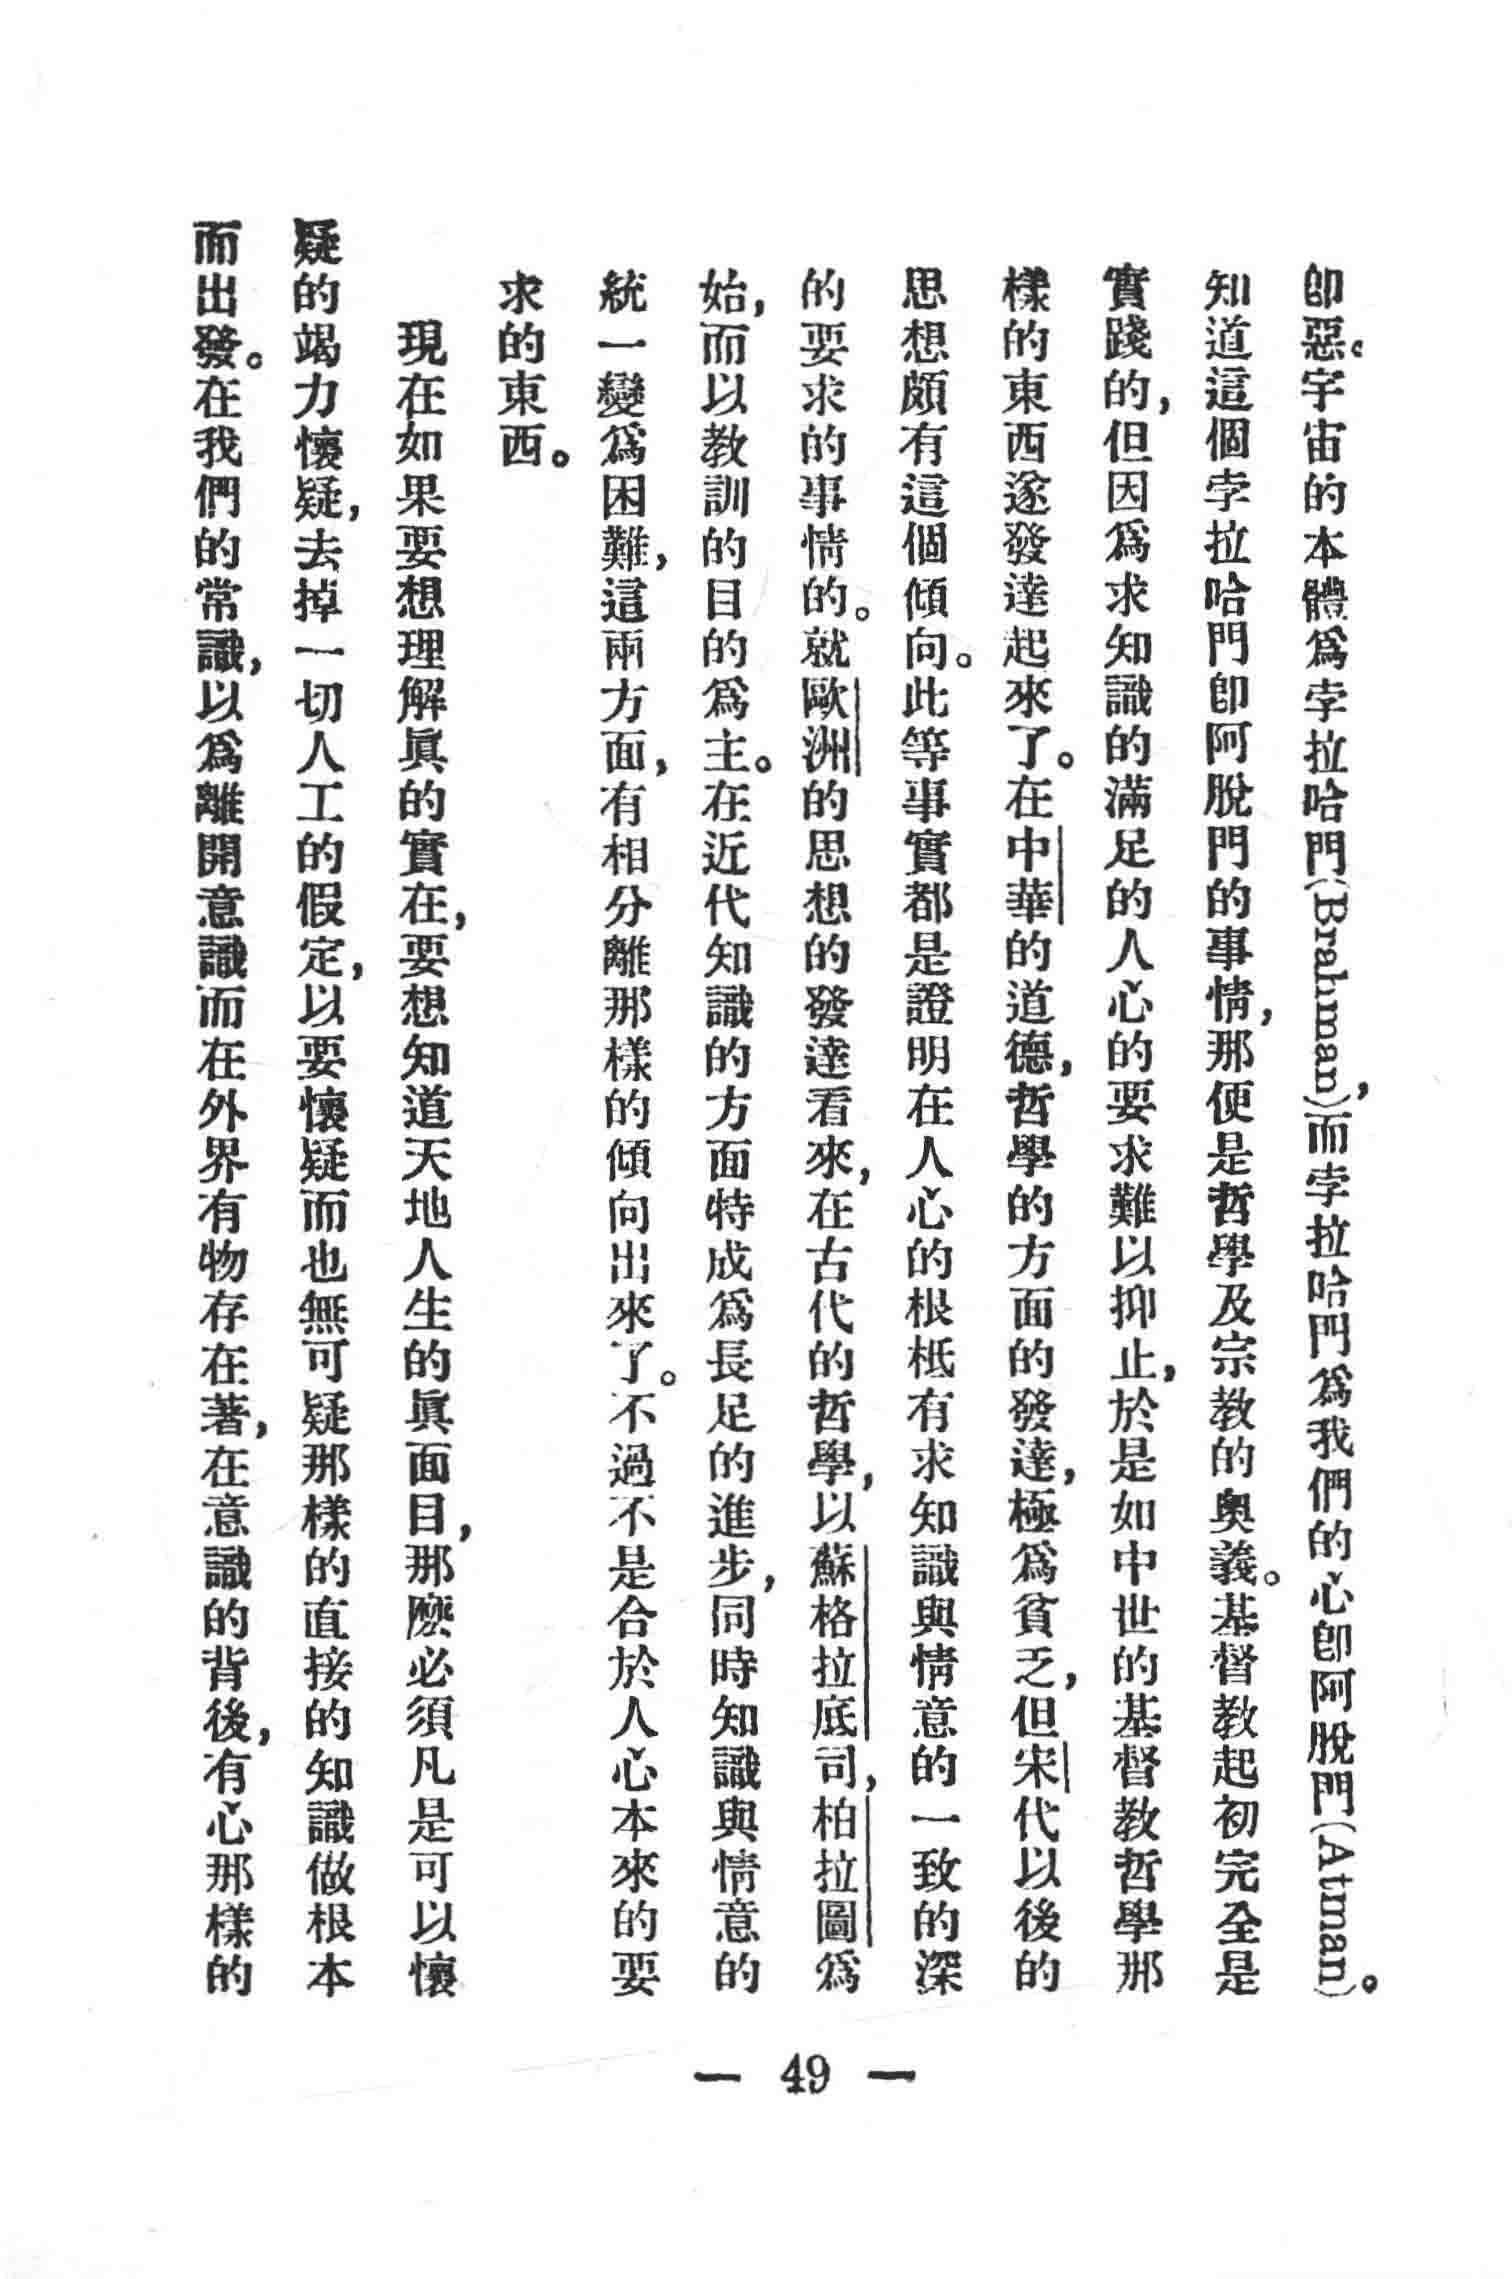 卽惡。宇宙的本體爲孛拉哈門(Brahman),而孛拉哈門爲我們的心卽阿脫門(Atman)。
知道這個孛拉哈門卽阿脫門的事情,那便是哲學及宗教的奧義。基督教起初完全是
實踐的,但因爲求知識的滿足的人心的要求難以抑止,於是如中世的基督教哲學那
樣的東西遂發達起來了。在中華的道德,哲學的方面的發達,極爲貧乏,但宋代以後的
思想頗有這個傾向。此等事實都是證明在人心的根柢有求知識與情意的一致的深
的要求的事情的。就歐洲的思想的發達看來,在古代的哲學,以蘇格拉底司,柏拉圖爲
始,而以教訓的目的爲主。在近代知識的方面特成爲長足的進步,同時知識與情意的
統一變爲困難,這兩方面,有相分離那樣的傾向出來了。不過不是合於人心本來的要
求的東西。
現在如果要想理解眞的實在,要想知道天地人生的眞面目,那麼必須凡是可以懷
疑的竭力懷疑,去掉一切人工的假定,以要懷疑而也無可疑那樣的直接的知識做根本
而出發。在我們的常識,以爲離開意識而在外界有物存在著,在意識的背後,有心那樣的
— 49 —